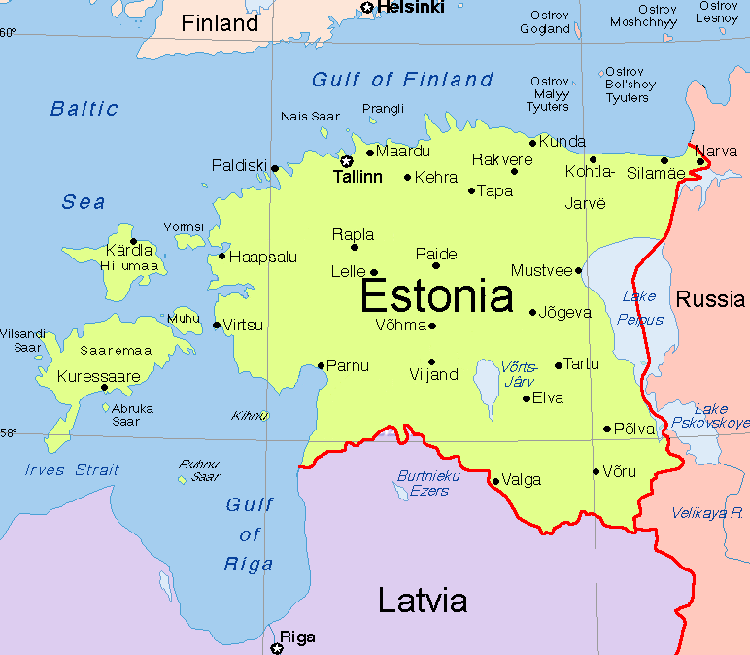 Helsinki
Finland
60°
Ostrov
Gogland
Ostrov
Moshchnyy
Ostrov
Lesnoy
Gulf of Finland
Ostrov
Malyy
Tyuters
Ostrov
Bol'shoy
Tyuters
Baltic
Sea
Nais Saar
Prangli
Paldiski
Maardu
Tallinn
Kehra
Rakvere
Kunda
Tapa
Kohtla-
Jarvë
Silamäe
Narva
Vormsi
Kärdla
Hiiumaa
Haapsalu
Rapla
Lelle
Paide
Mustvee
Estonia
Lake
Peipus
Russia
Muhu
Virtsu
Võhma
Jõgeva
Vilsandi
Saar
Saaremaa
Kuressaare
Abruka
Saar
Parnu
Viljand
Võrts-
Järv
Tartu
Elva
Kihnu
Põlva
Lake
Pskovskoye
58°
Irves Strait
Ruhnu
Saar
Burtnieku
Ezers
Valga
Võru
Velikaya R.
Gulf
of
Riga
Latvia
Riga